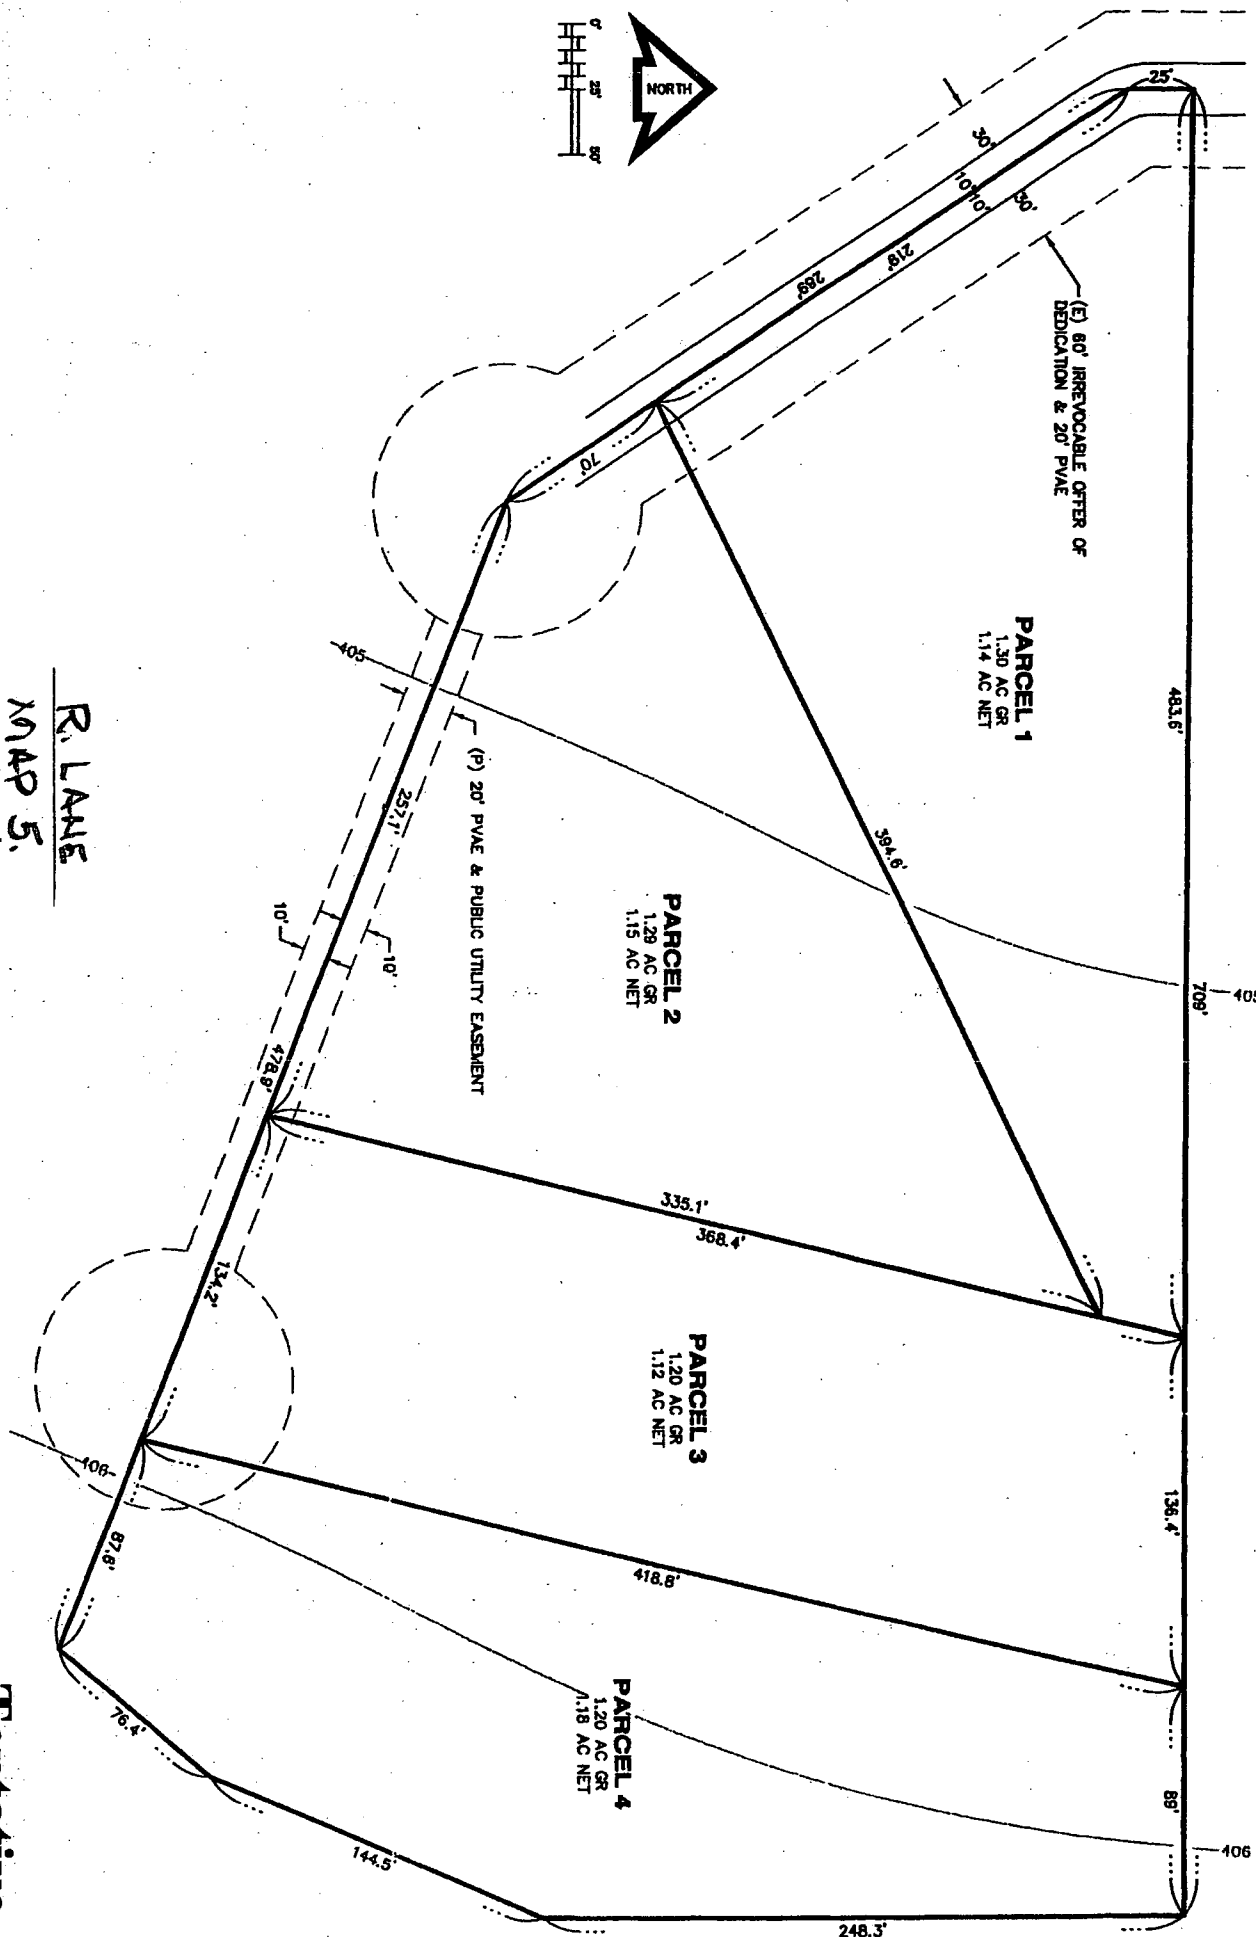 NORTH
0'
25'
50'
25'
30'
10'
10'
30'
219'
289'
70'
(E) 60' IRREVOCABLE OFFER OF
DEDICATION & 20' PVAE
PARCEL 1
1.30 AC GR
1.14 AC NET
483.6'
709'
394.6'
405
405
257.1'
(P) 20' PVAE & PUBLIC UTILITY EASEMENT
10'
10'
PARCEL 2
1.29 AC GR
1.15 AC NET
478.9'
335.1'
368.4'
134.2'
PARCEL 3
1.20 AC GR
1.12 AC NET
136.4'
106
87.6'
418.8'
PARCEL 4
1.20 AC GR
1.18 AC NET
89'
406
76.4'
144.5'
248.3'
R. LANE
MAP 5.